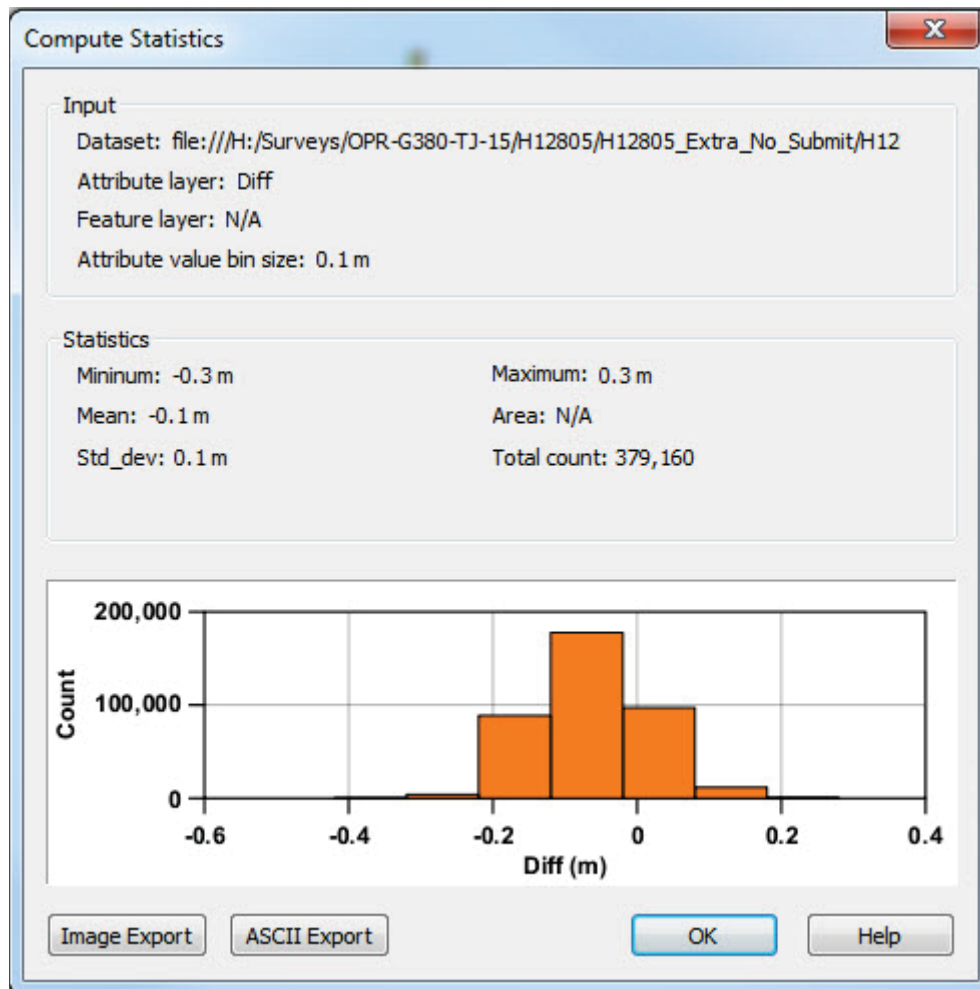 Compute Statistics
Input
Dataset: file:///H:/Surveys/OPR-G380-TJ-15/H12805/H12805_Extra_No_Submit/H12
Attribute layer: Diff
Feature layer: N/A
Attribute value bin size: 0.1 m
Statistics
Mininum: -0.3 m
Maximum: 0.3 m
Mean: -0.1 m
Area: N/A
Std_dev: 0.1 m
Total count: 379,160
200,000
100,000
0
Count
-0.6 -0.4 -0.2 0 0.2 0.4
Diff (m)
Image Export ASCII Export OK Help